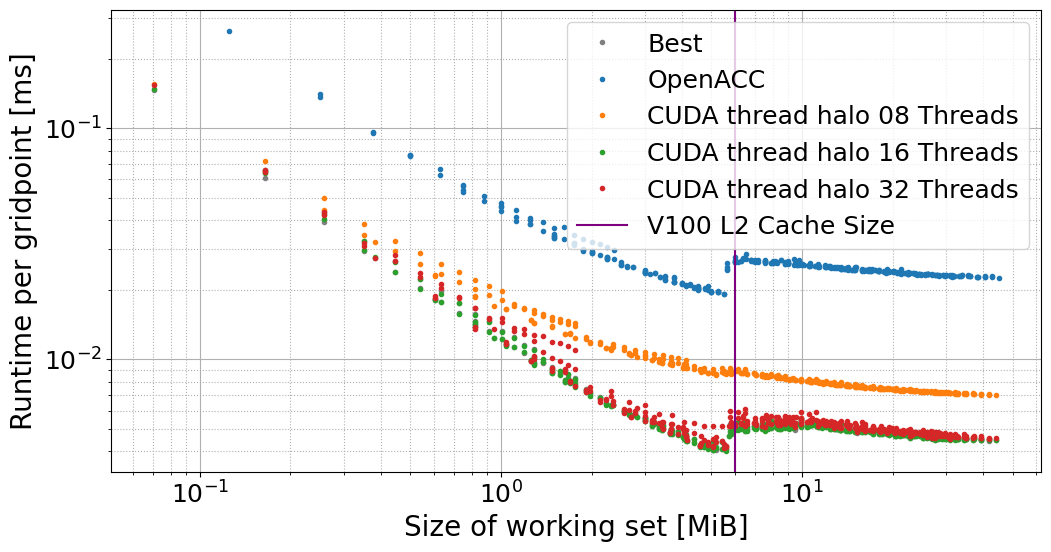 Runtime per gridpoint [ms]
10⁻¹
10⁻²
Best
OpenACC
CUDA thread halo 08 Threads
CUDA thread halo 16 Threads
CUDA thread halo 32 Threads
V100 L2 Cache Size
10⁻¹ 10⁰ 10¹
Size of working set [MiB]